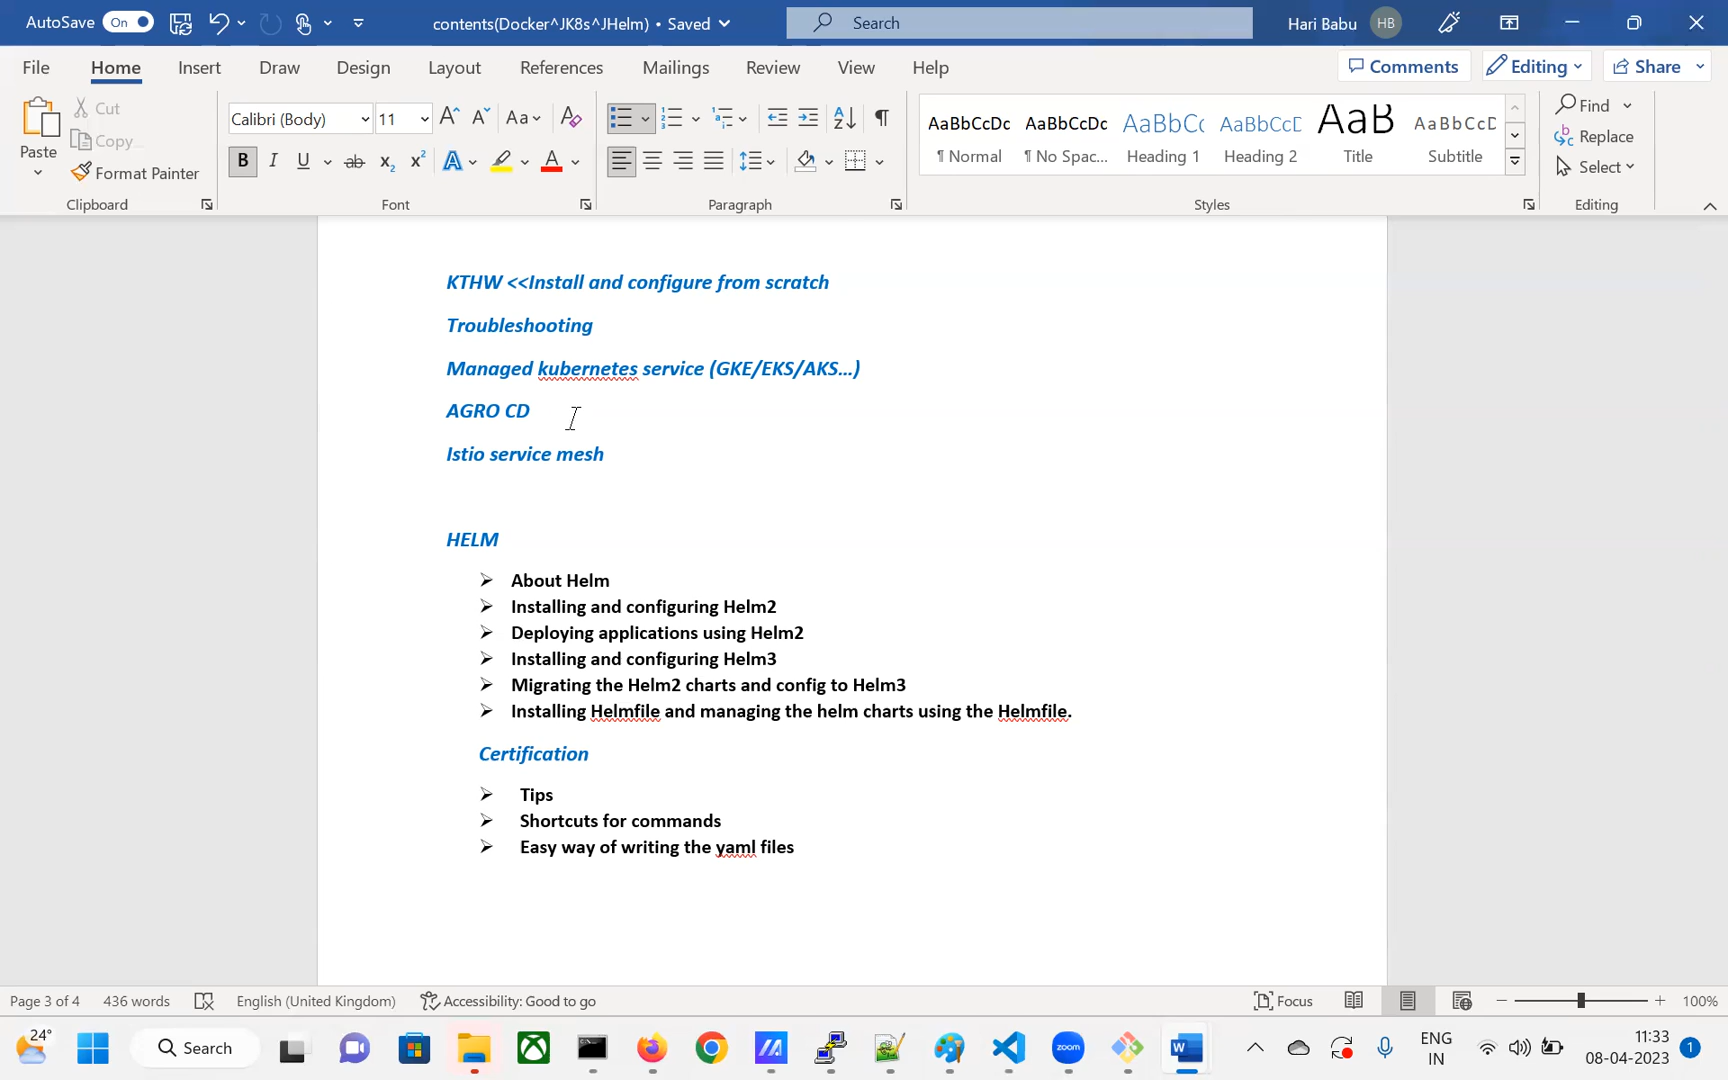 AutoSave On contents(Docker^JK8s^JHelm) • Saved Search Hari Babu HB
File Home Insert Draw Design Layout References Mailings Review View Help Comments Editing Share
Paste Cut Copy Format Painter Clipboard
Calibri (Body) 11 Aa B I U ab x₂ x² A A Font
Paragraph
AaBbCcDc AaBbCcDc AaBbCc AaBbCcD AaB AaBbCcD
¶ Normal ¶ No Spac... Heading 1 Heading 2 Title Subtitle
Styles
Find
Replace
Select
Editing
KTHW <<Install and configure from scratch
Troubleshooting
Managed kubernetes service (GKE/EKS/AKS...)
AGRO CD
Istio service mesh
HELM
➢ About Helm
➢ Installing and configuring Helm2
➢ Deploying applications using Helm2
➢ Installing and configuring Helm3
➢ Migrating the Helm2 charts and config to Helm3
➢ Installing Helmfile and managing the helm charts using the Helmfile.
Certification
➢ Tips
➢ Shortcuts for commands
➢ Easy way of writing the yaml files
Page 3 of 4 436 words English (United Kingdom) Accessibility: Good to go Focus 100%
24° Search zoom ENG 11:33
IN 08-04-2023 1